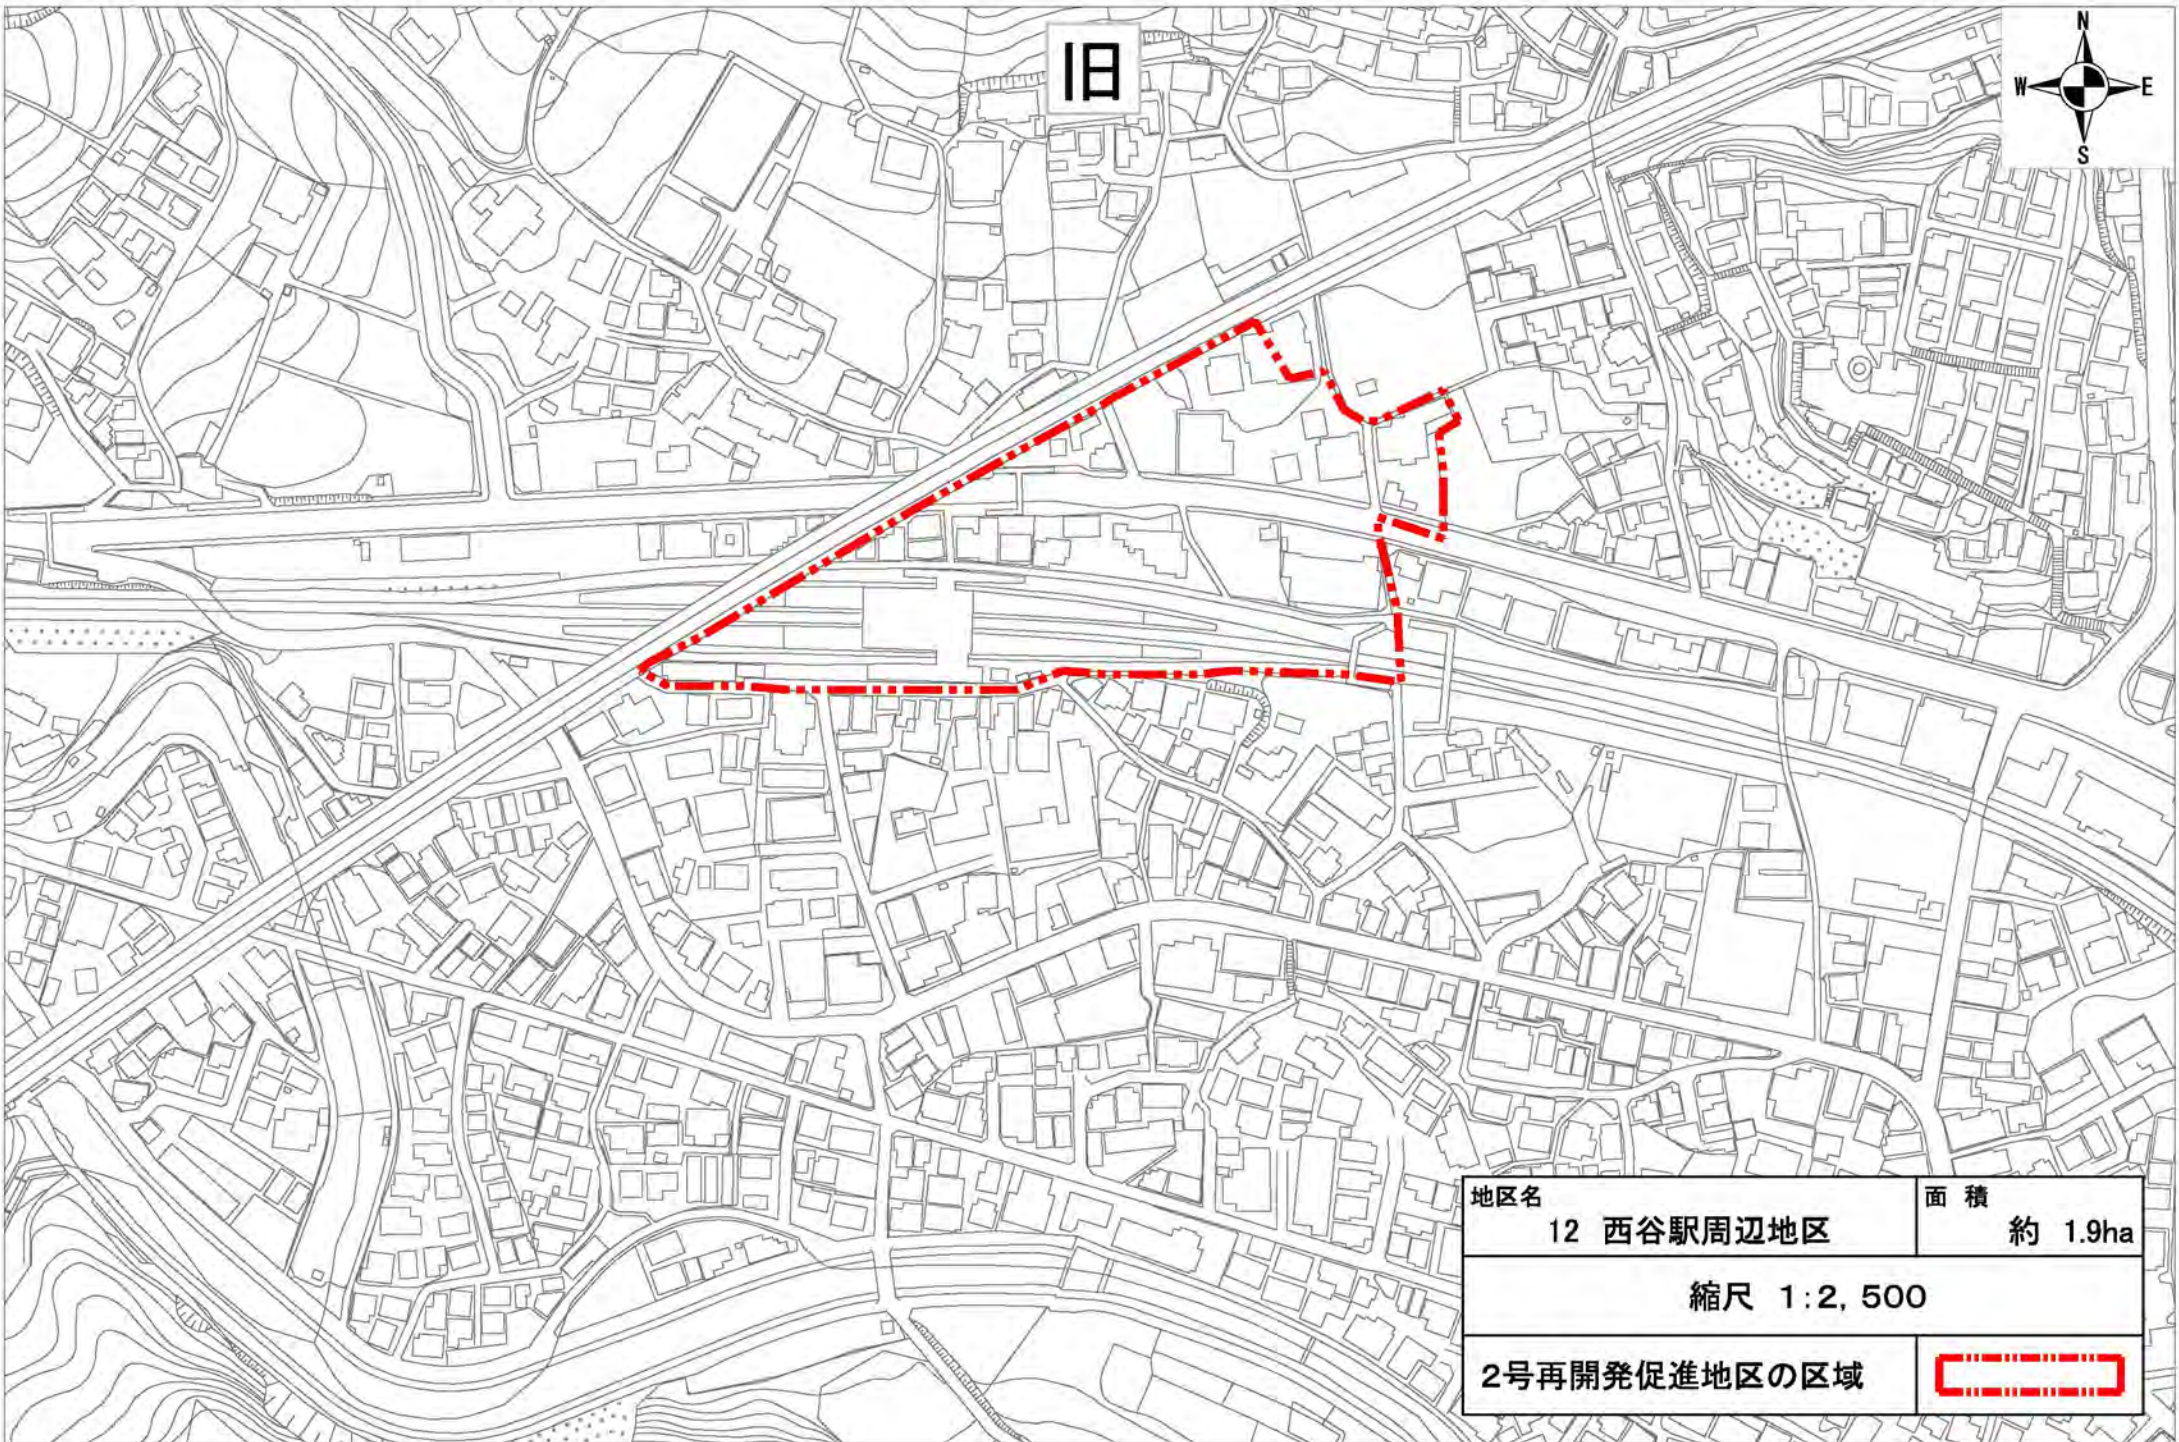 旧
N
W E
S
地区名
12 西谷駅周辺地区
面 積
約 1.9ha
縮尺 1:2,500
2号再開発促進地区の区域